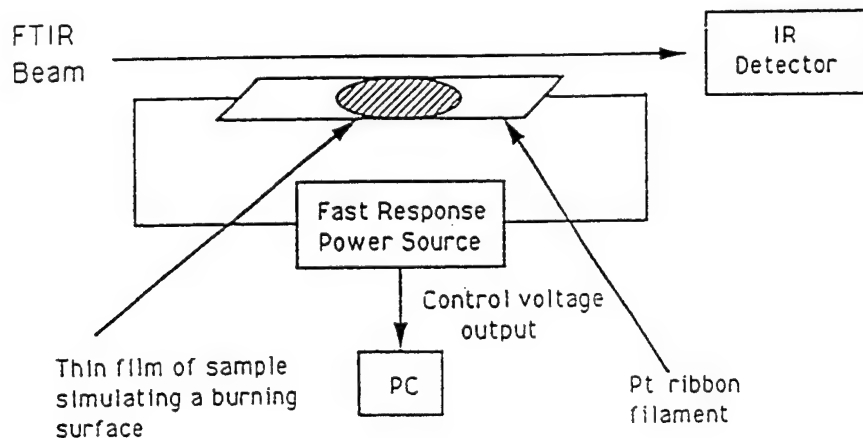 FTIR
Beam
IR
Detector
Fast Response
Power Source
Control voltage
output
PC
Thin film of sample
simulating a burning
surface
Pt ribbon
filament